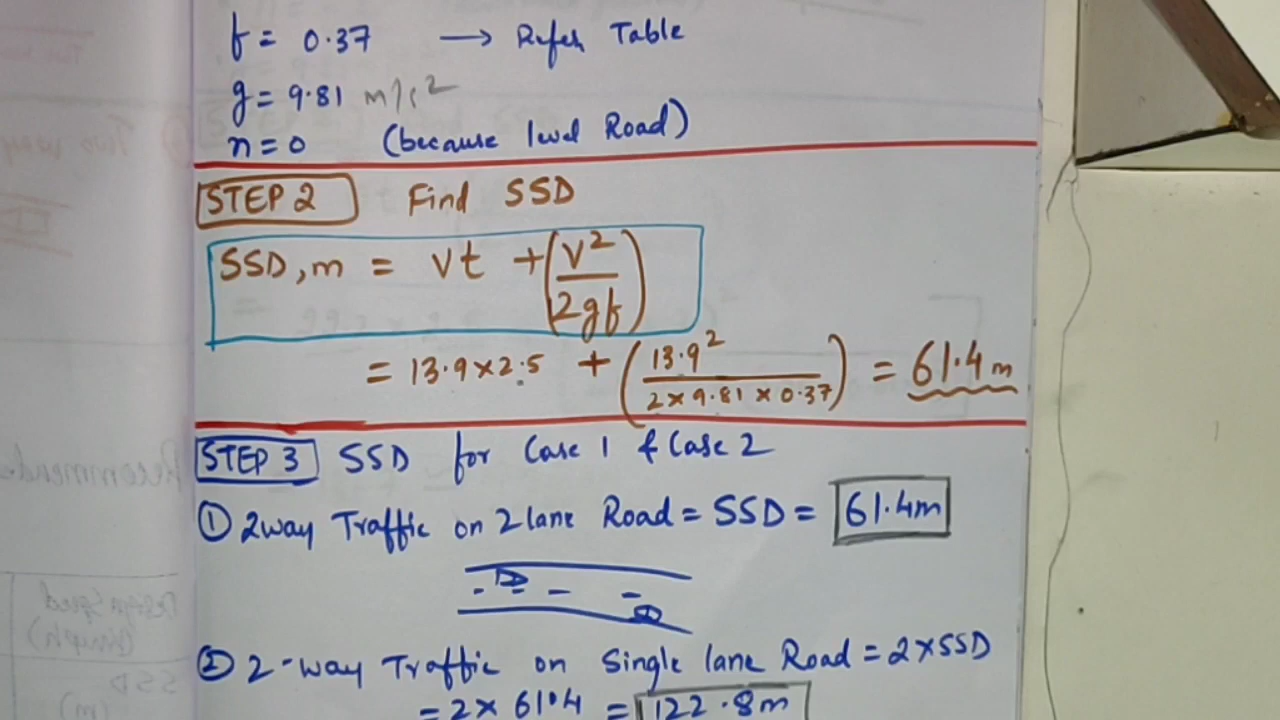 f = 0.37 → Refer Table
g = 9.81 m/s²
n = 0 (because level Road)
STEP 2 Find SSD
SSD, m = vt + (v²/2gf)
= 13.9 × 2.5 + (13.9²/2 × 9.81 × 0.37) = 61.4 m
STEP 3 SSD for Case 1 & Case 2
① 2way Traffic on 2 lane Road = SSD = 61.4m
② 2-way Traffic on Single lane Road = 2×SSD
= 2× 61.4 = 122.8m